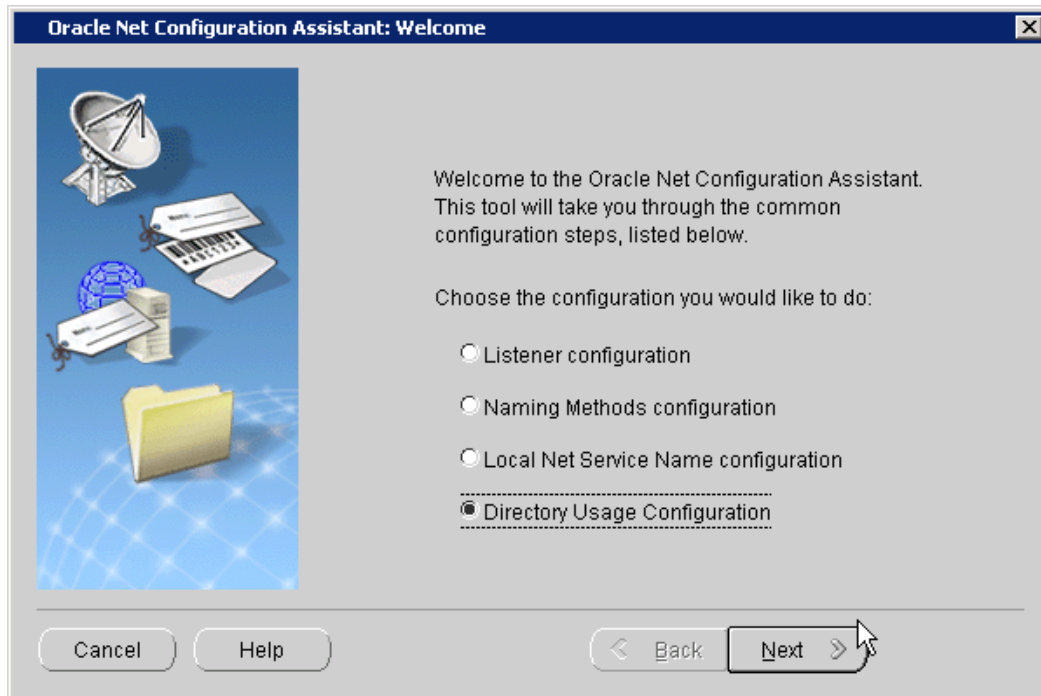 Oracle Net Configuration Assistant: Welcome
Welcome to the Oracle Net Configuration Assistant.
This tool will take you through the common
configuration steps, listed below.
Choose the configuration you would like to do:
Listener configuration
Naming Methods configuration
Local Net Service Name configuration
Directory Usage Configuration
Cancel
Help
Back
Next